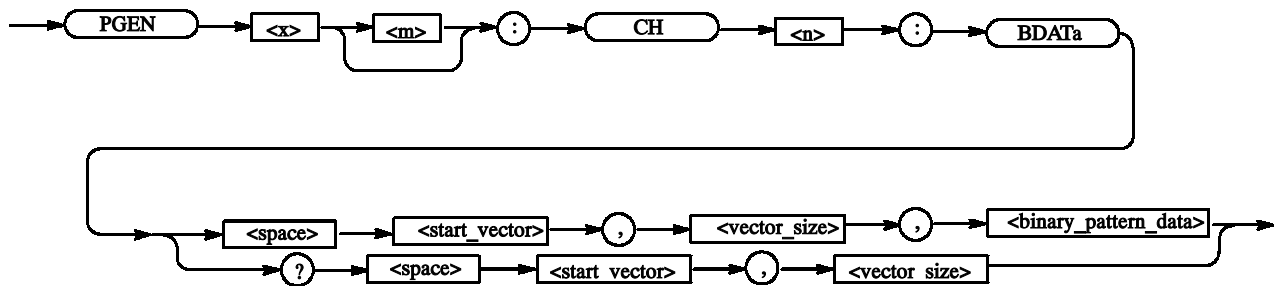 PGEN <x> <m> : CH <n> : BDATa
<space> <start_vector> , <vector_size> , <binary_pattern_data>
? <space> <start vector> , <vector size>